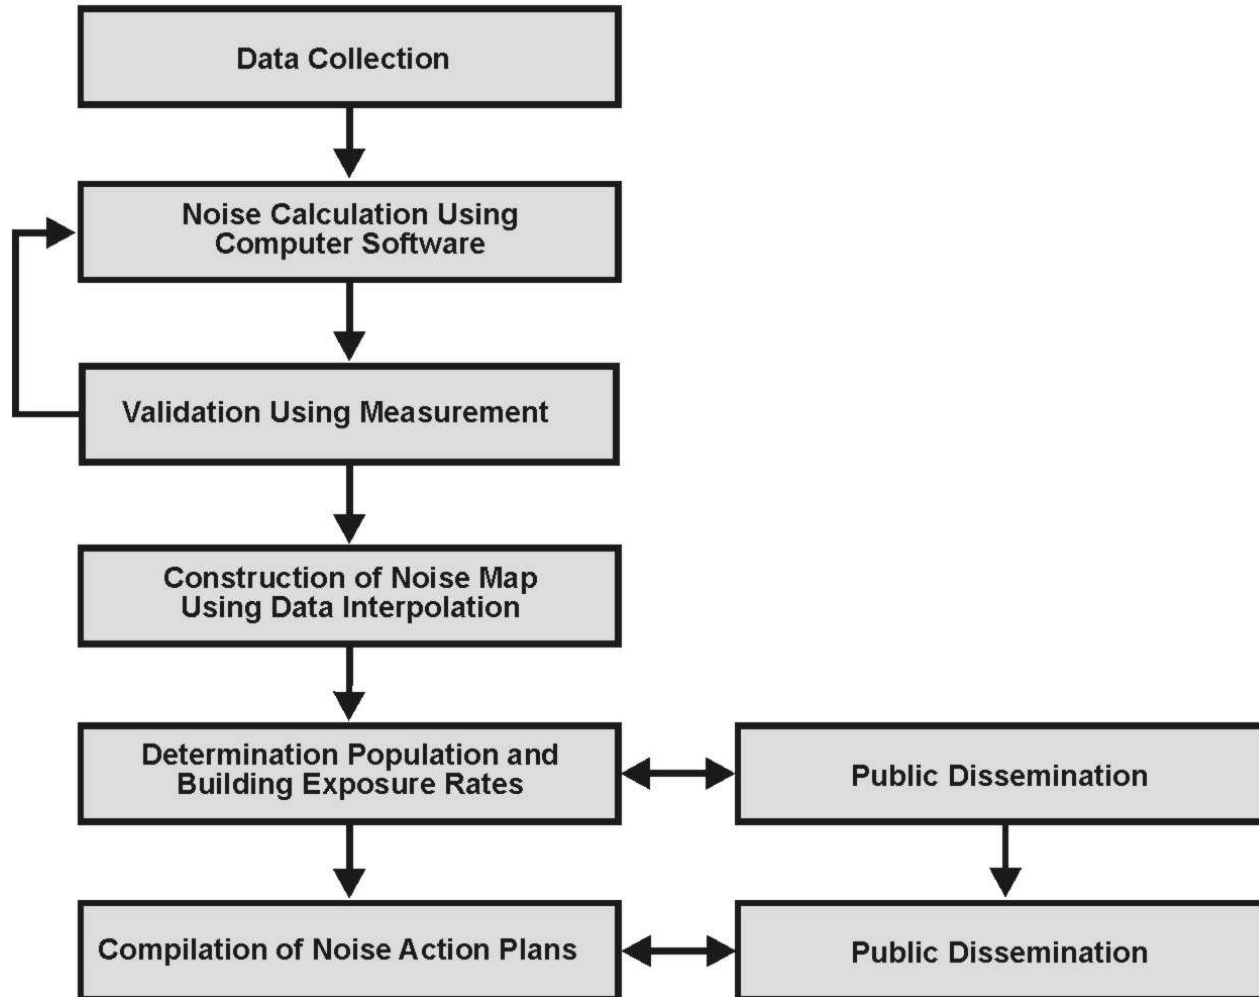 Data Collection
Noise Calculation Using
Computer Software
Validation Using Measurement
Construction of Noise Map
Using Data Interpolation
Determination Population and
Building Exposure Rates
Public Dissemination
Compilation of Noise Action Plans
Public Dissemination